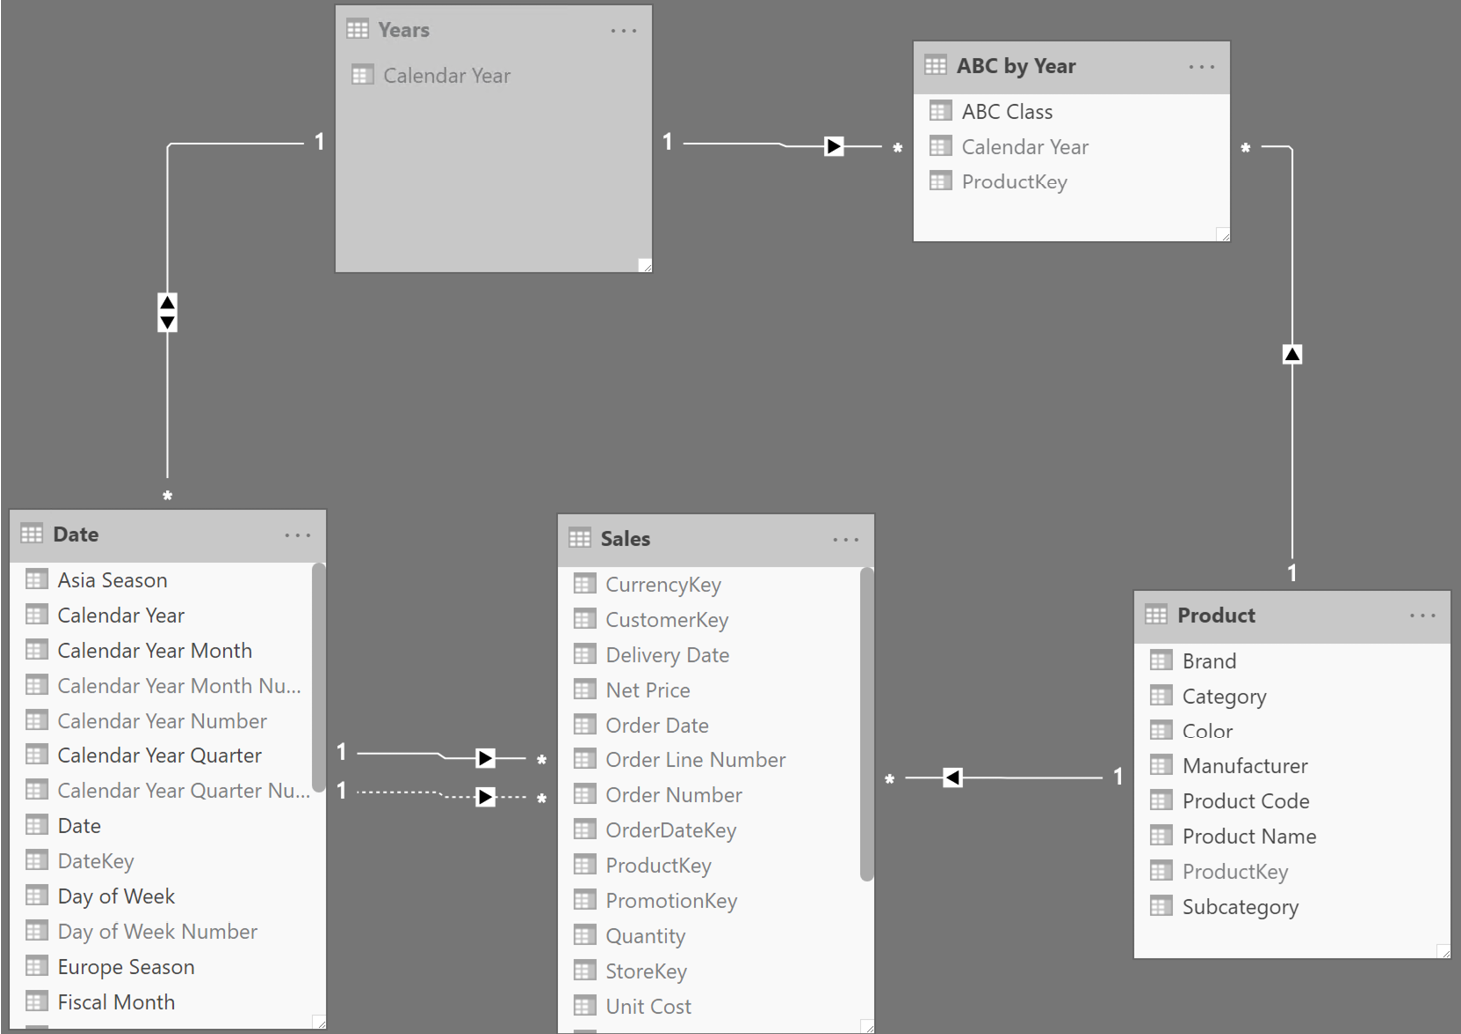 Years
Calendar Year
ABC by Year
ABC Class
Calendar Year
ProductKey
1
1
*
*
*
1
Date
Asia Season
Calendar Year
Calendar Year Month
Calendar Year Month Nu...
Calendar Year Number
Calendar Year Quarter
Calendar Year Quarter Nu...
Date
DateKey
Day of Week
Day of Week Number
Europe Season
Fiscal Month
1
*
1
*
Sales
CurrencyKey
CustomerKey
Delivery Date
Net Price
Order Date
Order Line Number
Order Number
OrderDateKey
ProductKey
PromotionKey
Quantity
StoreKey
Unit Cost
*
1
Product
Brand
Category
Color
Manufacturer
Product Code
Product Name
ProductKey
Subcategory